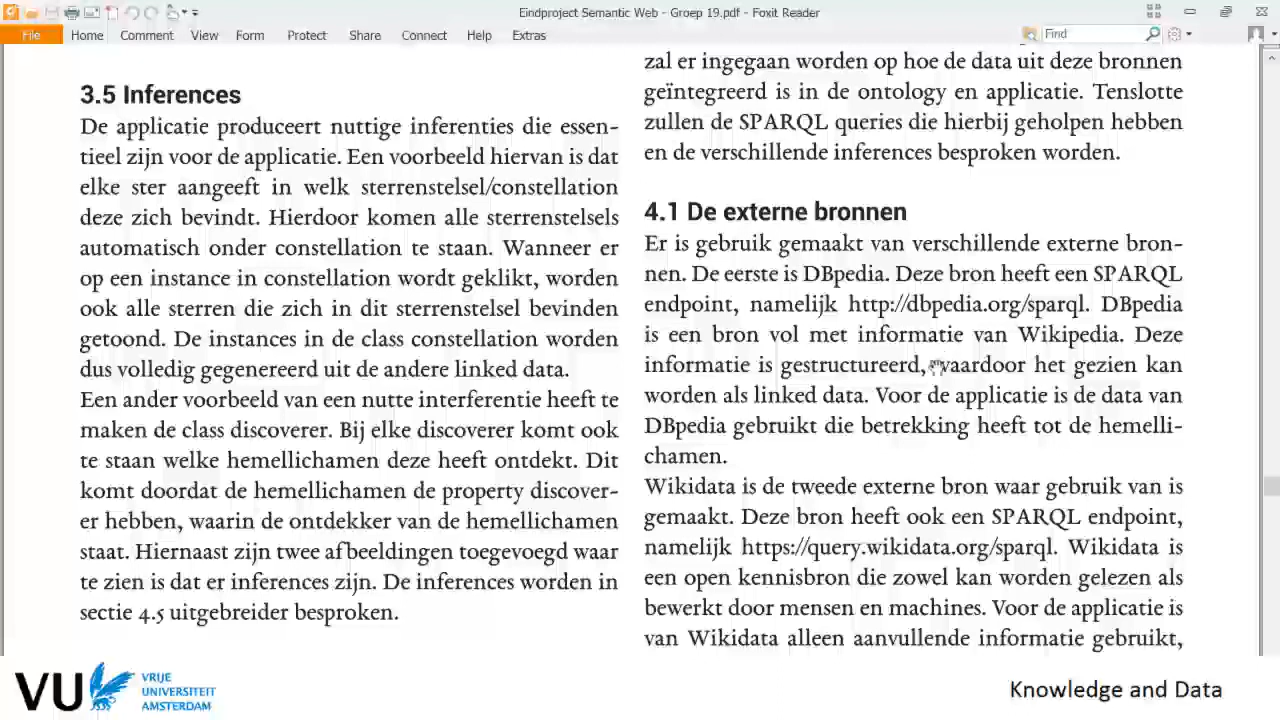 Eindproject Semantic Web - Groep 19.pdf - Foxit Reader
File Home Comment View Form Protect Share Connect Help Extras Find
3.5 Inferences
De applicatie produceert nuttige inferenties die essen-
tieel zijn voor de applicatie. Een voorbeeld hiervan is dat
elke ster aangeeft in welk sterrenstelsel/constellation
deze zich bevindt. Hierdoor komen alle sterrenstelsels
automatisch onder constellation te staan. Wanneer er
op een instance in constellation wordt geklikt, worden
ook alle sterren die zich in dit sterrenstelsel bevinden
getoond. De instances in de class constellation worden
dus volledig gegenereerd uit de andere linked data.
Een ander voorbeeld van een nutte interferentie heeft te
maken de class discoverer. Bij elke discoverer komt ook
te staan welke hemellichamen deze heeft ontdekt. Dit
komt doordat de hemellichamen de property discover-
er hebben, waarin de ontdekker van de hemellichamen
staat. Hiernaast zijn twee afbeeldingen toegevoegd waar
te zien is dat er inferences zijn. De inferences worden in
sectie 4.5 uitgebreider besproken.
zal er ingegaan worden op hoe de data uit deze bronnen
geïntegreerd is in de ontology en applicatie. Tenslotte
zullen de SPARQL queries die hierbij geholpen hebben
en de verschillende inferences besproken worden.
4.1 De externe bronnen
Er is gebruik gemaakt van verschillende externe bron-
nen. De eerste is DBpedia. Deze bron heeft een SPARQL
endpoint, namelijk http://dbpedia.org/sparql. DBpedia
is een bron vol met informatie van Wikipedia. Deze
informatie is gestructureerd, waardoor het gezien kan
worden als linked data. Voor de applicatie is de data van
DBpedia gebruikt die betrekking heeft tot de hemelli-
chamen.
Wikidata is de tweede externe bron waar gebruik van is
gemaakt. Deze bron heeft ook een SPARQL endpoint,
namelijk https://query.wikidata.org/sparql. Wikidata is
een open kennisbron die zowel kan worden gelezen als
bewerkt door mensen en machines. Voor de applicatie is
van Wikidata alleen aanvullende informatie gebruikt,
VU VRIJE
UNIVERSITEIT
AMSTERDAM
Knowledge and Data